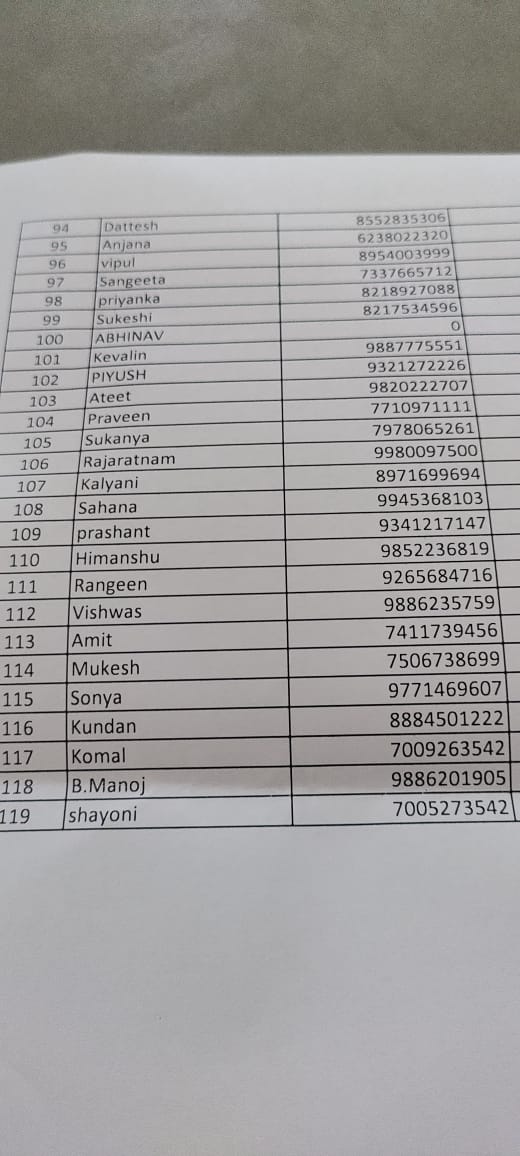 94 Dattesh 8552835306
95 Anjana 6238022320
96 vipul 8954003999
97 Sangeeta 7337665712
98 priyanka 8218927088
99 Sukeshi 8217534596
100 ABHINAV 0
101 Kevalin 9887775551
102 PIYUSH 9321272226
103 Ateet 9820222707
104 Praveen 7710971111
105 Sukanya 7978065261
106 Rajaratnam 9980097500
107 Kalyani 8971699694
108 Sahana 9945368103
109 prashant 9341217147
110 Himanshu 9852236819
111 Rangeen 9265684716
112 Vishwas 9886235759
113 Amit 7411739456
114 Mukesh 7506738699
115 Sonya 9771469607
116 Kundan 8884501222
117 Komal 7009263542
118 B.Manoj 9886201905
119 shayoni 7005273542